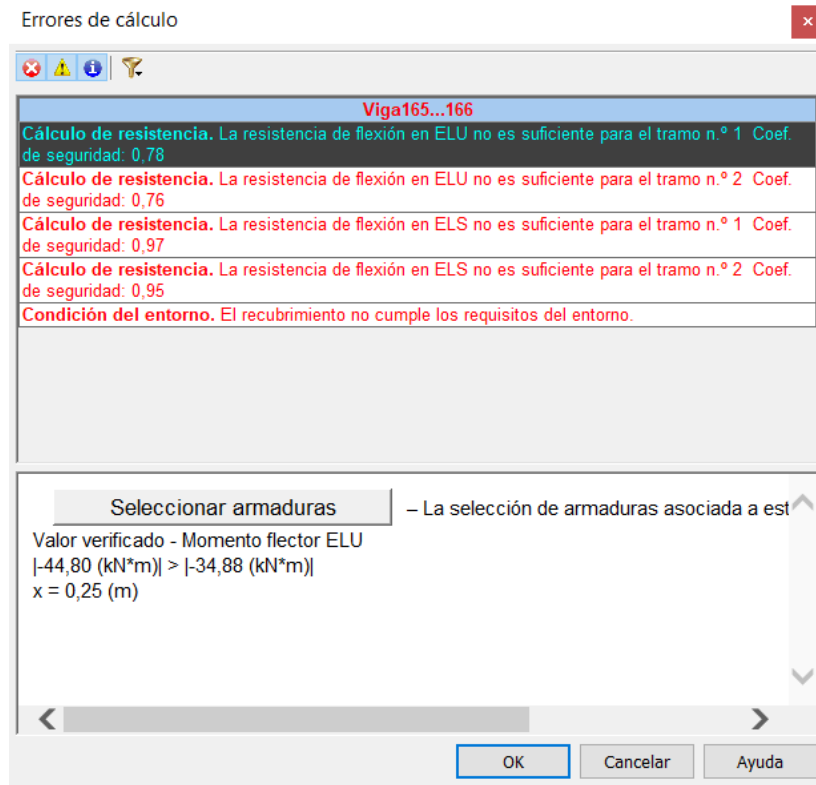 Errores de cálculo
Viga165...166
Cálculo de resistencia. La resistencia de flexión en ELU no es suficiente para el tramo n.º 1 Coef.
de seguridad: 0,78
Cálculo de resistencia. La resistencia de flexión en ELU no es suficiente para el tramo n.º 2 Coef.
de seguridad: 0,76
Cálculo de resistencia. La resistencia de flexión en ELS no es suficiente para el tramo n.º 1 Coef.
de seguridad: 0,97
Cálculo de resistencia. La resistencia de flexión en ELS no es suficiente para el tramo n.º 2 Coef.
de seguridad: 0,95
Condición del entorno. El recubrimiento no cumple los requisitos del entorno.
Seleccionar armaduras – La selección de armaduras asociada a est
Valor verificado - Momento flector ELU
|-44,80 (kN*m)| > |-34,88 (kN*m)|
x = 0,25 (m)
OK Cancelar Ayuda